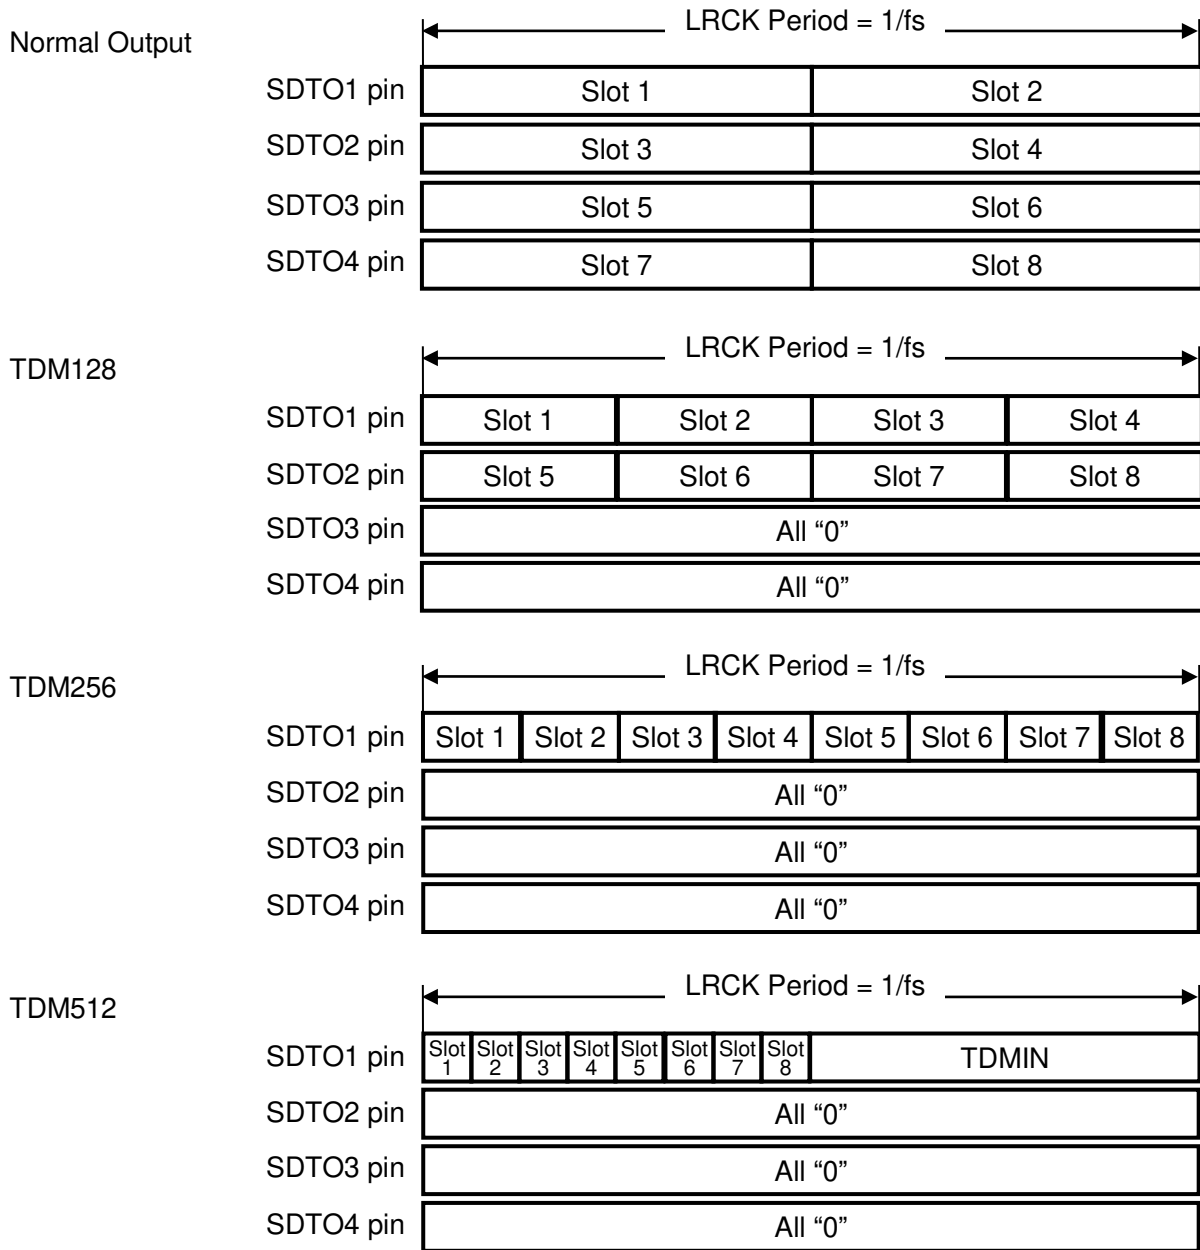 Normal Output
LRCK Period = 1/fs
SDTO1 pin Slot 1 Slot 2
SDTO2 pin Slot 3 Slot 4
SDTO3 pin Slot 5 Slot 6
SDTO4 pin Slot 7 Slot 8
TDM128
LRCK Period = 1/fs
SDTO1 pin Slot 1 Slot 2 Slot 3 Slot 4
SDTO2 pin Slot 5 Slot 6 Slot 7 Slot 8
SDTO3 pin All “0”
SDTO4 pin All “0”
TDM256
LRCK Period = 1/fs
SDTO1 pin Slot 1 Slot 2 Slot 3 Slot 4 Slot 5 Slot 6 Slot 7 Slot 8
SDTO2 pin All “0”
SDTO3 pin All “0”
SDTO4 pin All “0”
TDM512
LRCK Period = 1/fs
SDTO1 pin Slot 1 Slot 2 Slot 3 Slot 4 Slot 5 Slot 6 Slot 7 Slot 8 TDMIN
SDTO2 pin All “0”
SDTO3 pin All “0”
SDTO4 pin All “0”